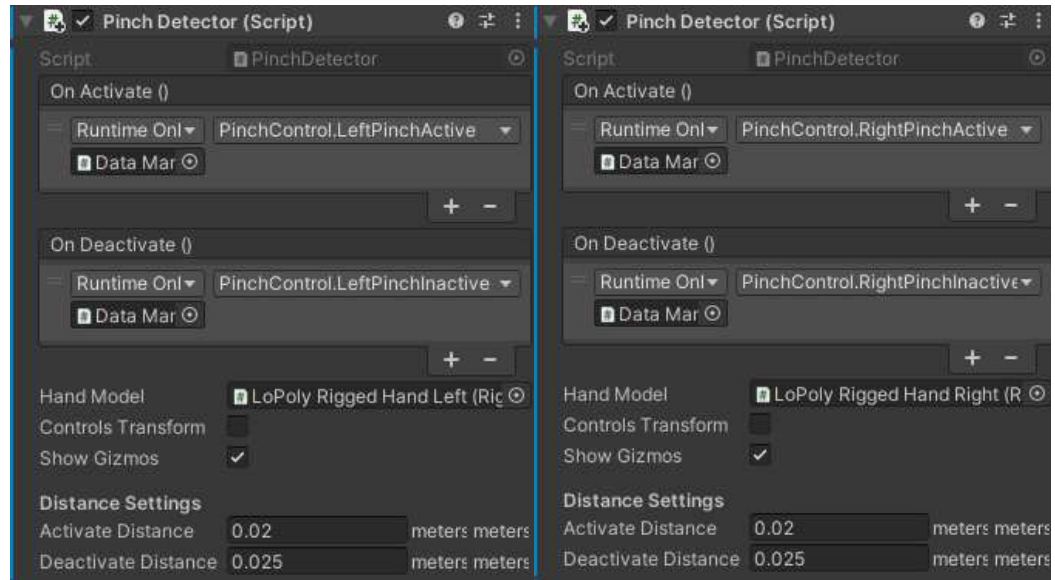 Pinch Detector (Script)
Script PinchDetector
On Activate ()
Runtime Onl PinchControl.LeftPinchActive
Data Mar
+ -
On Deactivate ()
Runtime Onl PinchControl.LeftPinchInactive
Data Mar
+ -
Hand Model LoPoly Rigged Hand Left (Rig
Controls Transform
Show Gizmos
Distance Settings
Activate Distance 0.02 meters meters
Deactivate Distance 0.025 meters meters
Pinch Detector (Script)
Script PinchDetector
On Activate ()
Runtime Onl PinchControl.RightPinchActive
Data Mar
+ -
On Deactivate ()
Runtime Onl PinchControl.RightPinchInactive
Data Mar
+ -
Hand Model LoPoly Rigged Hand Right (R
Controls Transform
Show Gizmos
Distance Settings
Activate Distance 0.02 meters meters
Deactivate Distance 0.025 meters meters